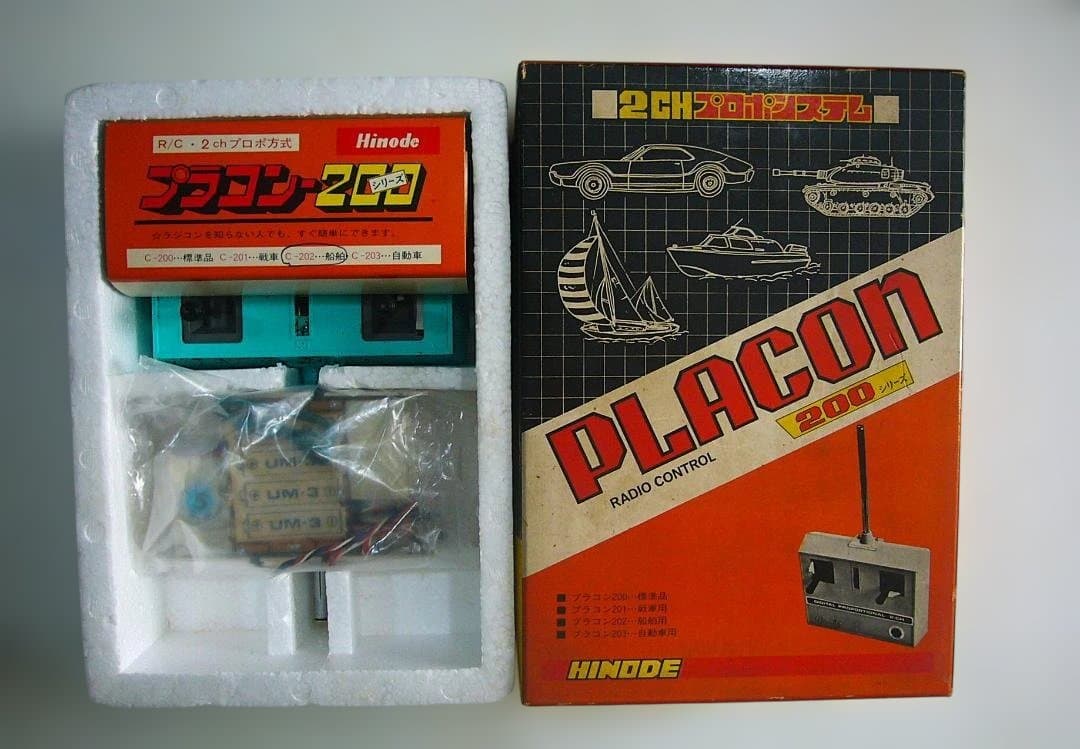 R/C・2chプロポ方式
Hinode
プラコン-200
シリーズ
☆ラジコンを知らない人でも、すぐ簡単にできます。
C-200…標準品 C-201…戦車 C-202…船舶 C-203…自動車
UM-3
UM-3
UM-3
2CHプロポシステム
PLACON
200 シリーズ
RADIO CONTROL
DIGITAL PROPORTIONAL 2-CH
■ プラコン200…標準品
■ プラコン201…戦車用
■ プラコン202…船舶用
■ プラコン203…自動車用
HINODE